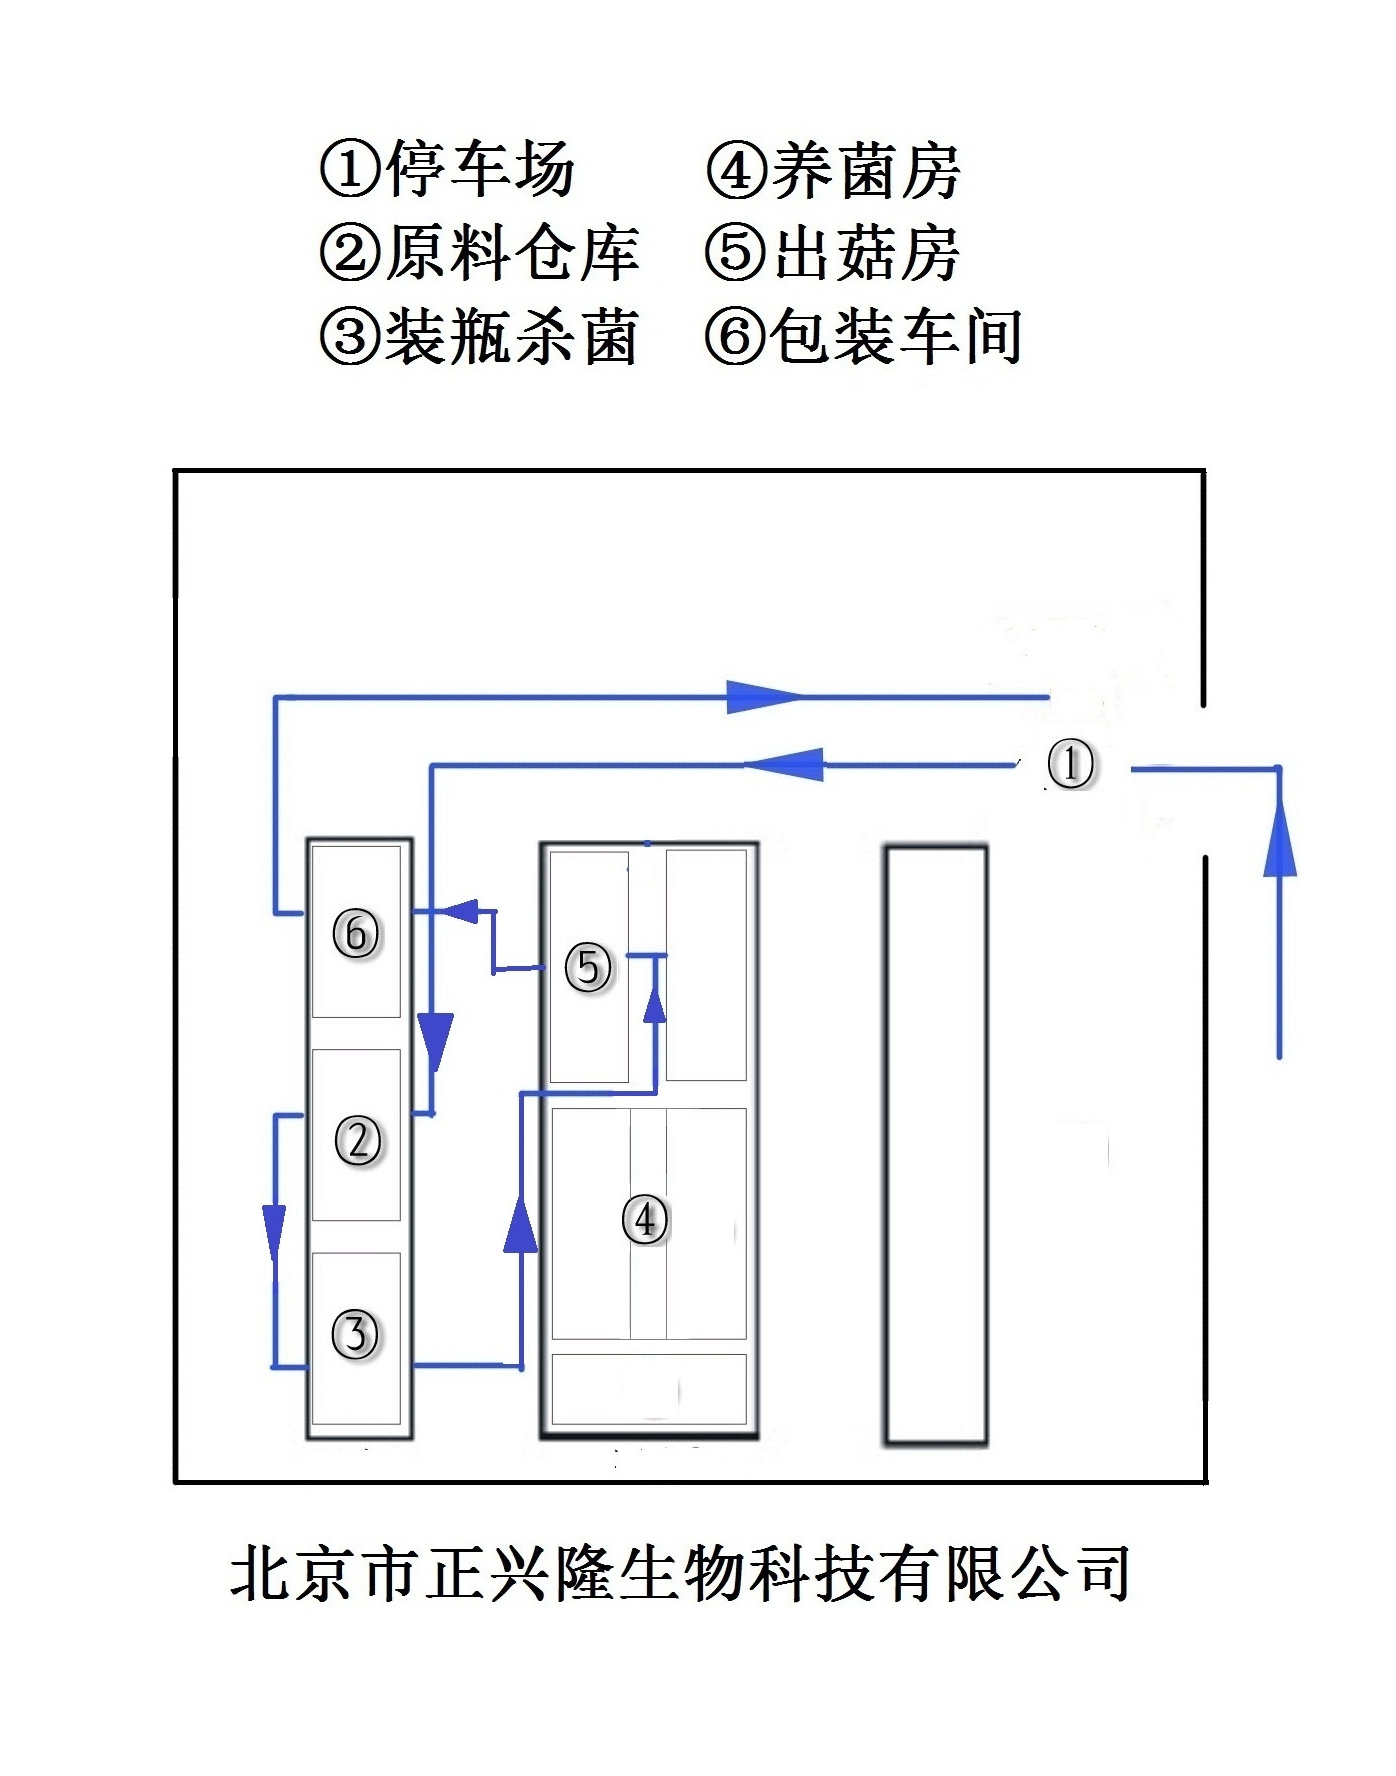 ①停车场 ④养菌房
②原料仓库 ⑤出菇房
③装瓶杀菌 ⑥包装车间
①
⑥
⑤
②
④
③
北京市正兴隆生物科技有限公司